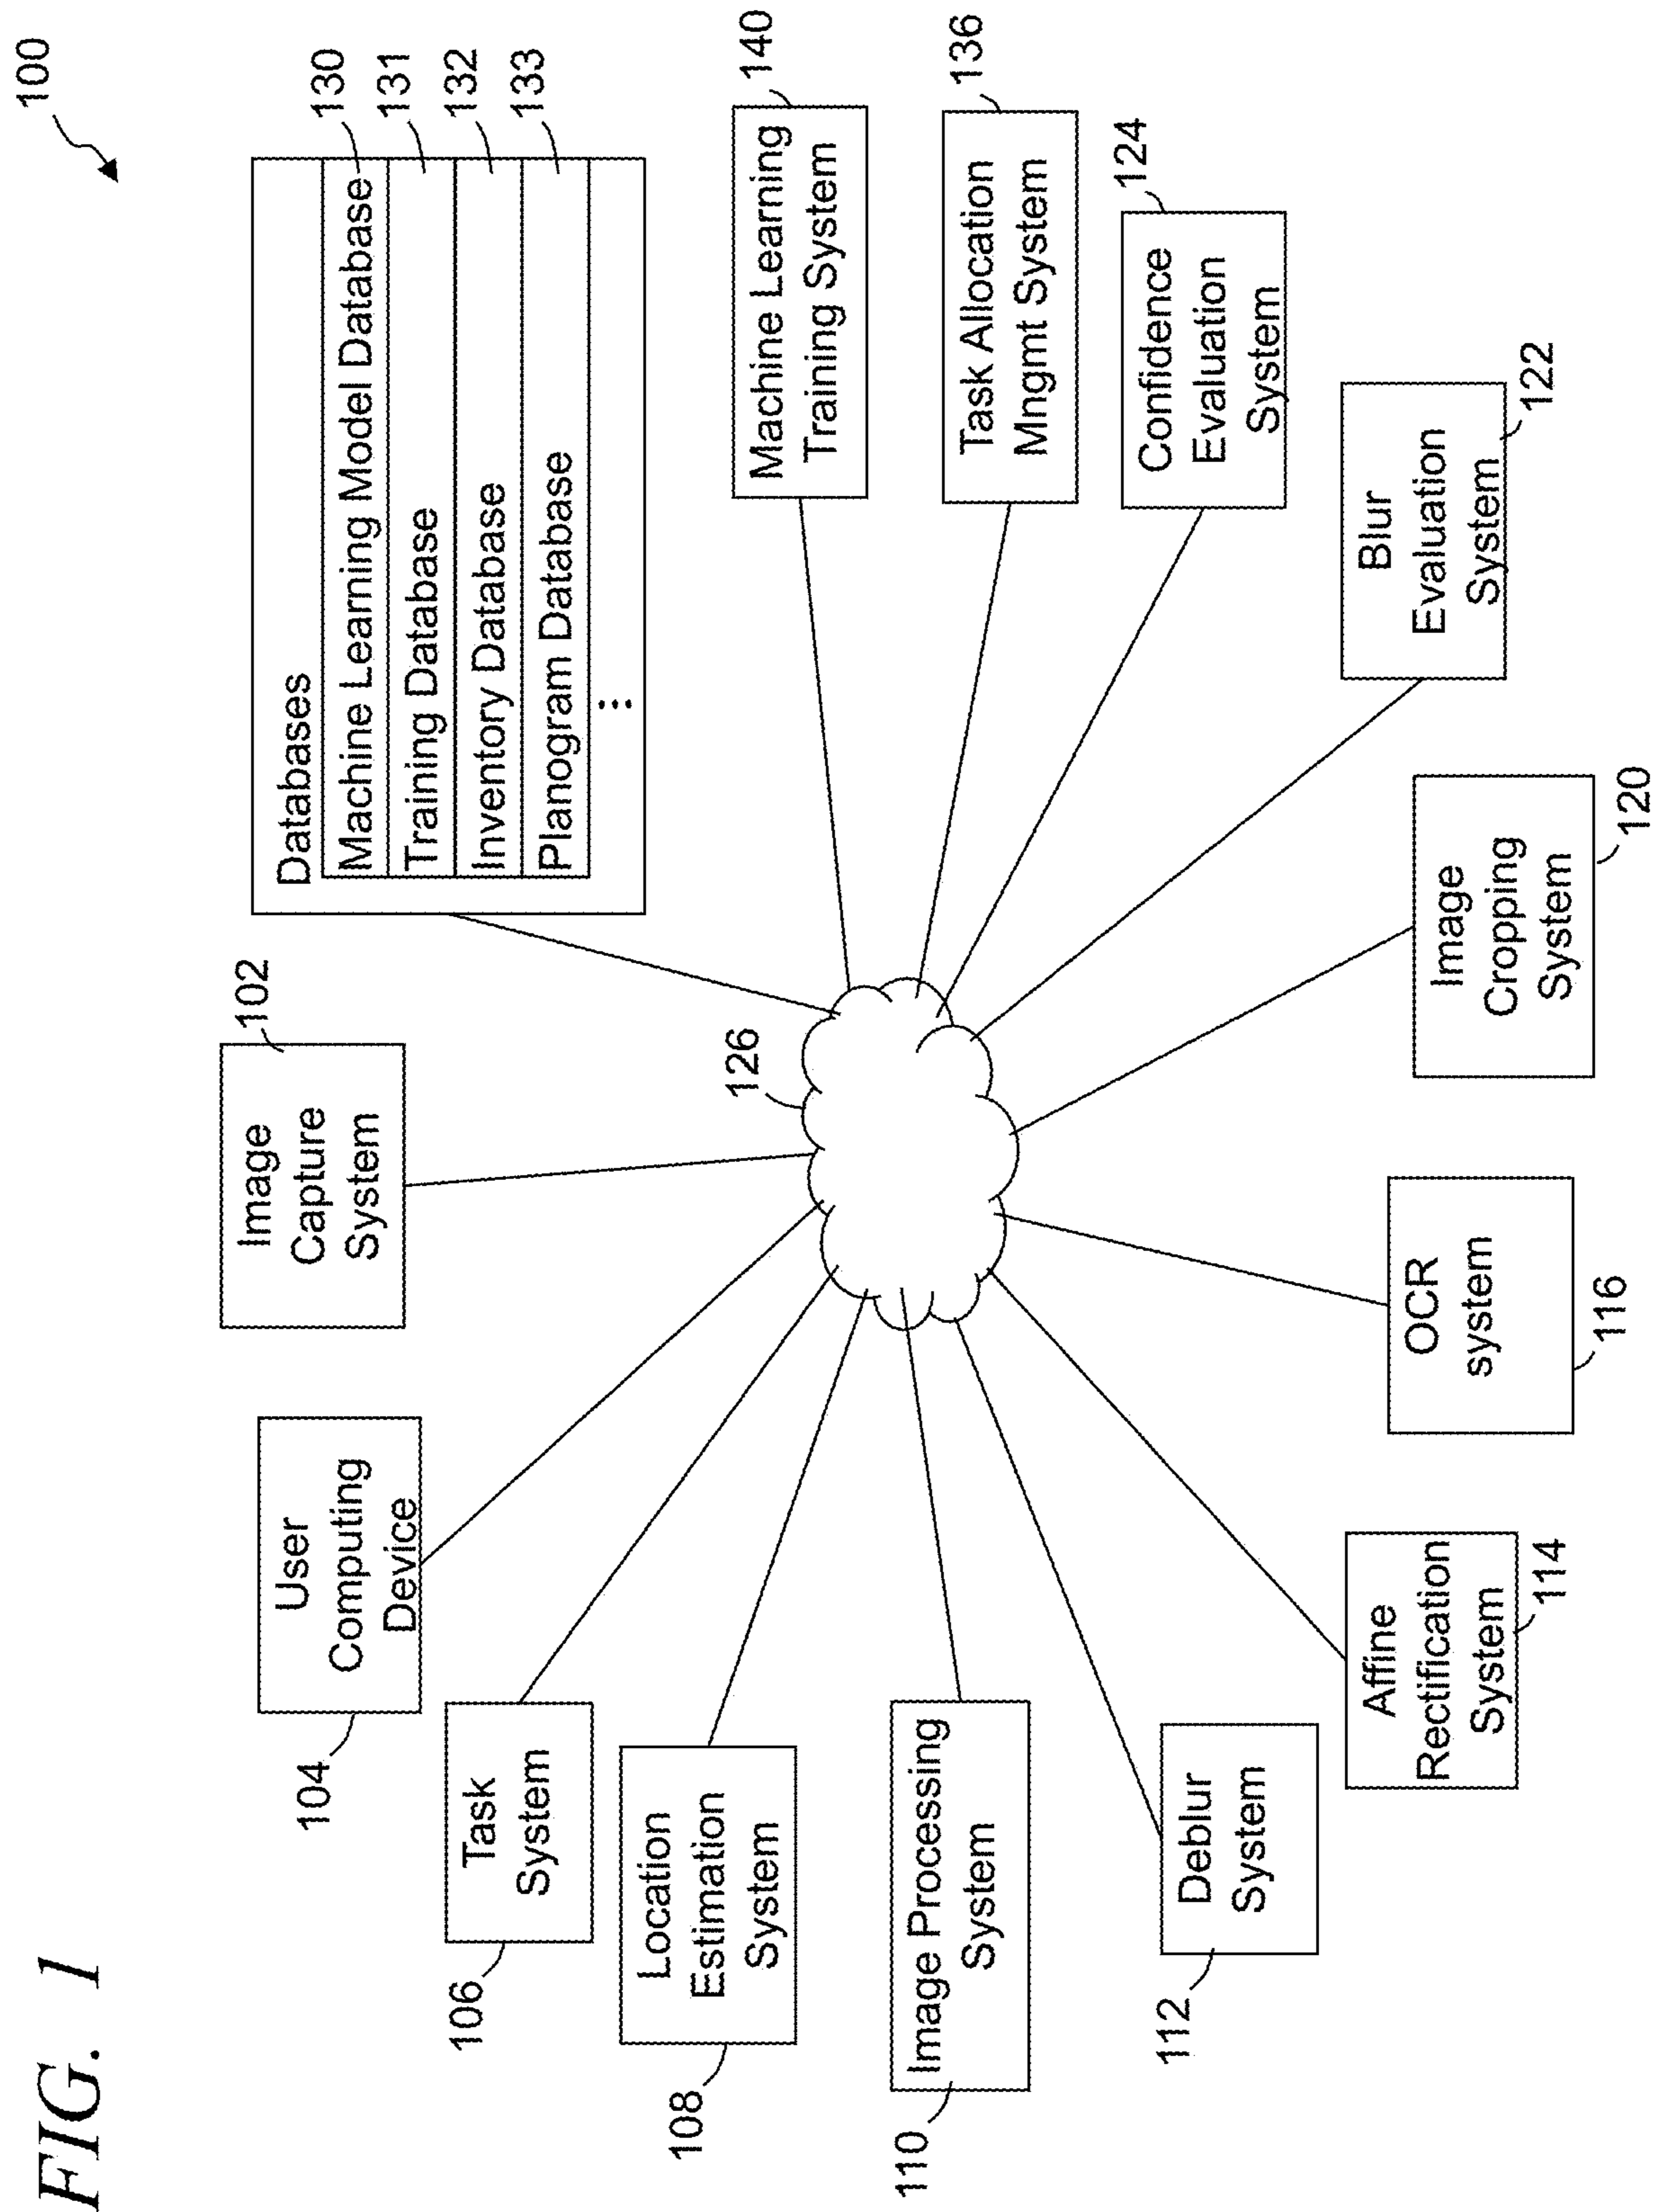 FIG. 1
100
Databases
Machine Learning Model Database
130
Training Database
131
Inventory Database
132
Planogram Database
133
...
Image
Capture
System
102
User
Computing
Device
104
Task
System
106
Location
Estimation
System
108
Image Processing
System
110
Deblur
System
112
Affine
Rectification
System
114
OCR
system
116
Image
Cropping
System
120
Blur
Evaluation
System
122
Confidence
Evaluation
System
124
Task Allocation
Mngmt System
136
Machine Learning
Training System
140
126